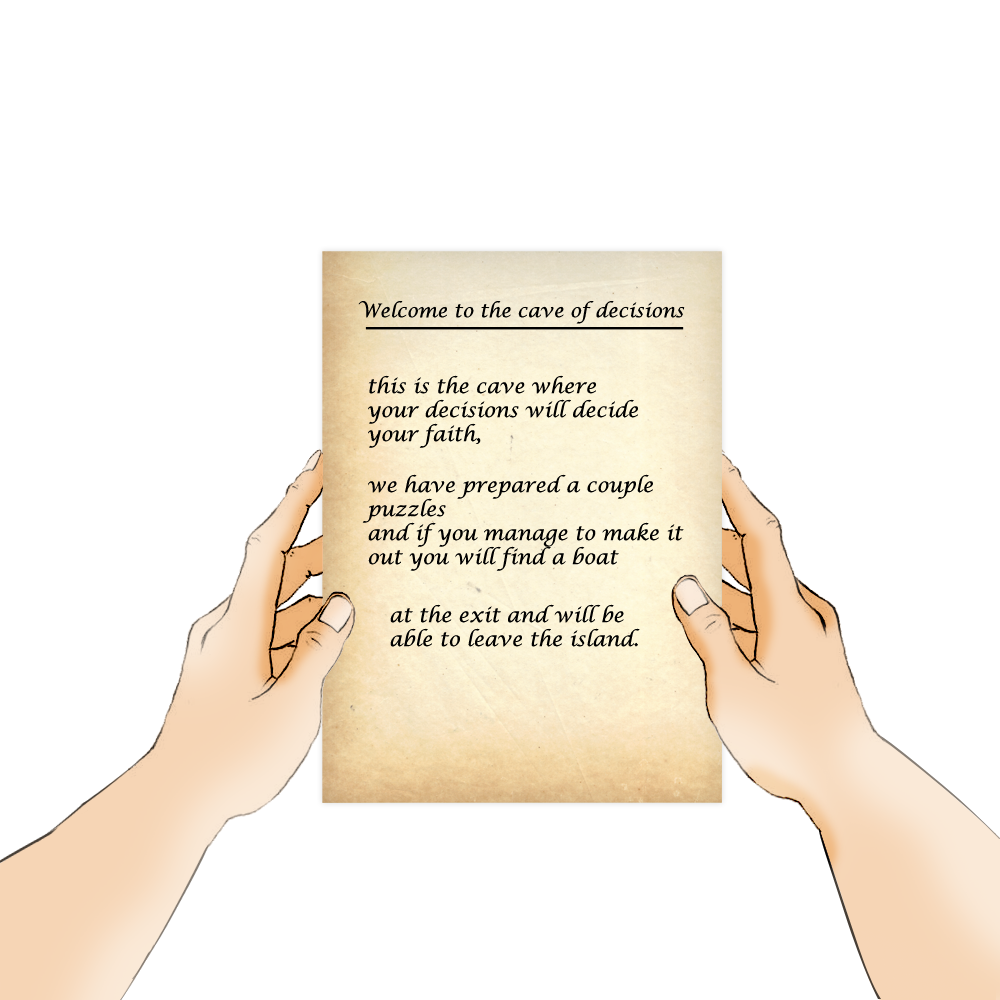 Welcome to the cave of decisions
this is the cave where
your decisions will decide
your faith,
we have prepared a couple
puzzles
and if you manage to make it
out you will find a boat
at the exit and will be
able to leave the island.